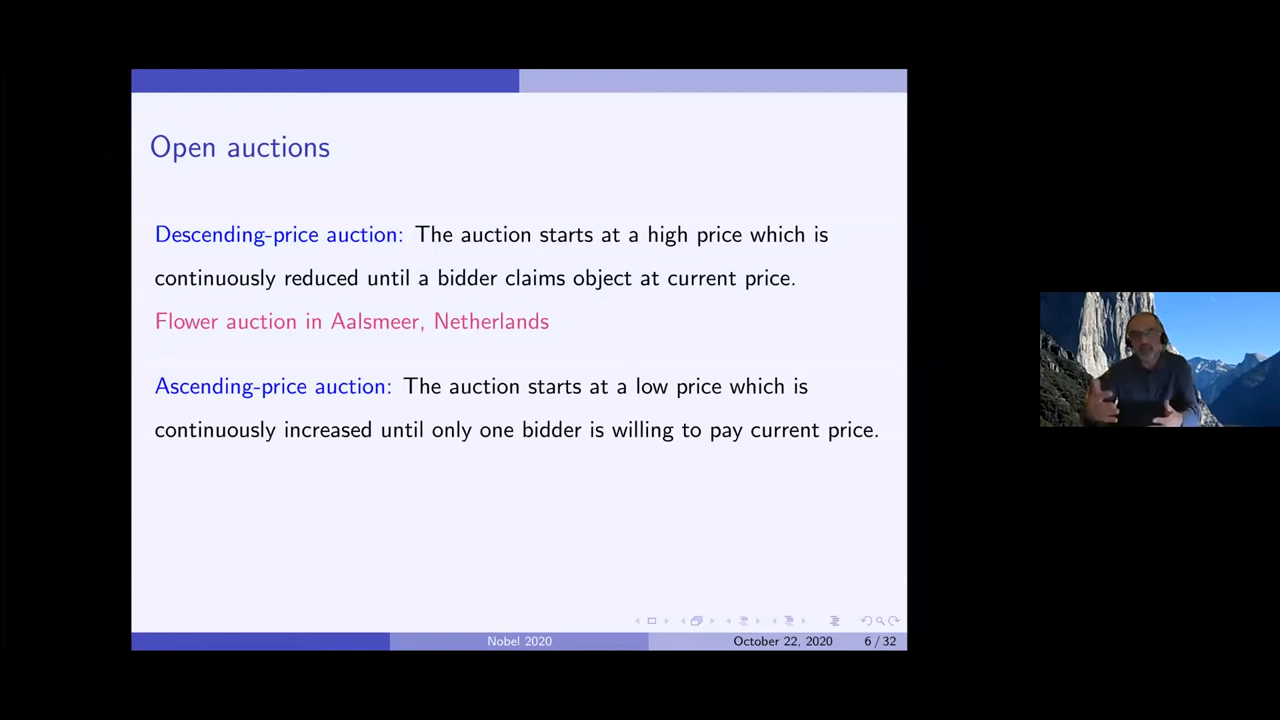 Open auctions
Descending-price auction: The auction starts at a high price which is
continuously reduced until a bidder claims object at current price.
Flower auction in Aalsmeer, Netherlands
Ascending-price auction: The auction starts at a low price which is
continuously increased until only one bidder is willing to pay current price.
Nobel 2020
October 22, 2020
6 / 32